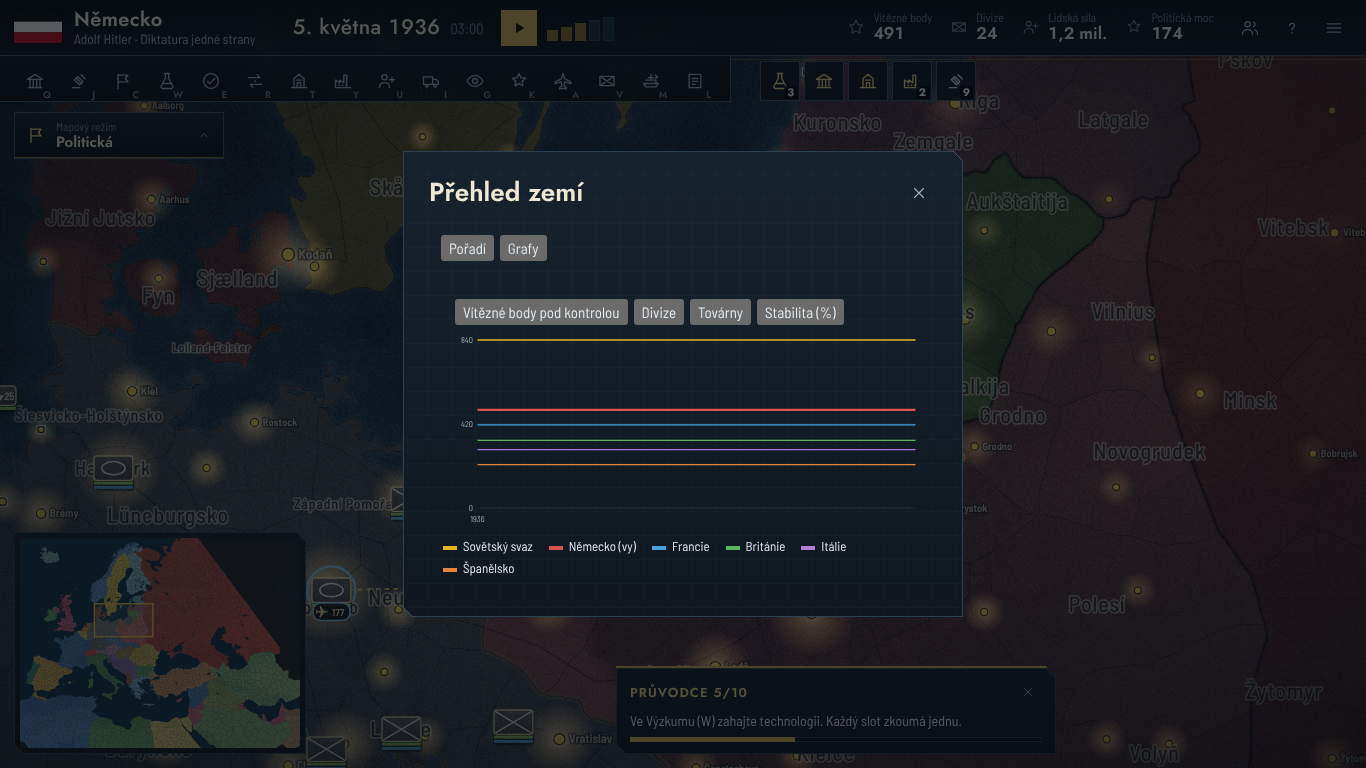 Německo
Adolf Hitler · Diktatura jedné strany
5. května 1936 03:00
Vítězné body
491
Divize
24
Lidská síla
1,2 mil.
Politická moc
174
?
Q J C W E R T Y U I G K A V M L
3
2
9
Mapový režim
Politická
Aalborg
Pskov
Kuronsko
Zemgale
Latgale
Aarhus
Jižní Jutsko
Kodaň
Sjælland
Fyn
Lolland-Falster
Aukštaitija
Vitebsk
Přehled zemí
Pořadí
Grafy
Vítězné body pod kontrolou
Divize
Továrny
Stabilita (%)
840
420
0
1936
Sovětský svaz
Německo (vy)
Francie
Británie
Itálie
Španělsko
Vilnius
Minsk
Grodno
Grodno
Novogrudek
Bobrujsk
Polesí
Žytomyr
Volyň
Kiel
Šlesvicko-Holštýnsko
Rostock
25
Brémy
Lüneburgsko
177
Vratislav
PRŮVODCE 5/10
Ve Výzkumu (W) zahajte technologii. Každý slot zkoumá jednu.